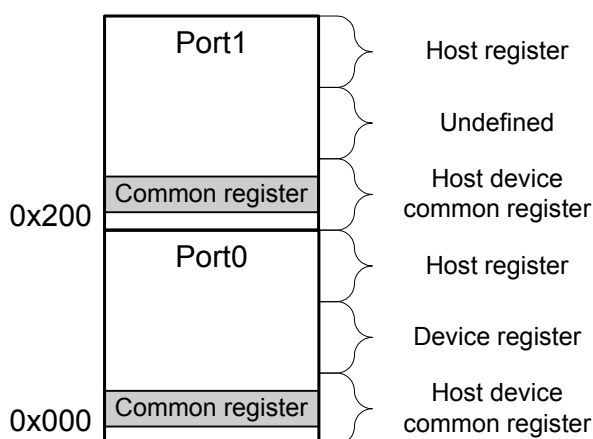 Port1
Host register
Undefined
Common register
Host device
common register
0x200
Port0
Host register
Device register
Common register
Host device
common register
0x000